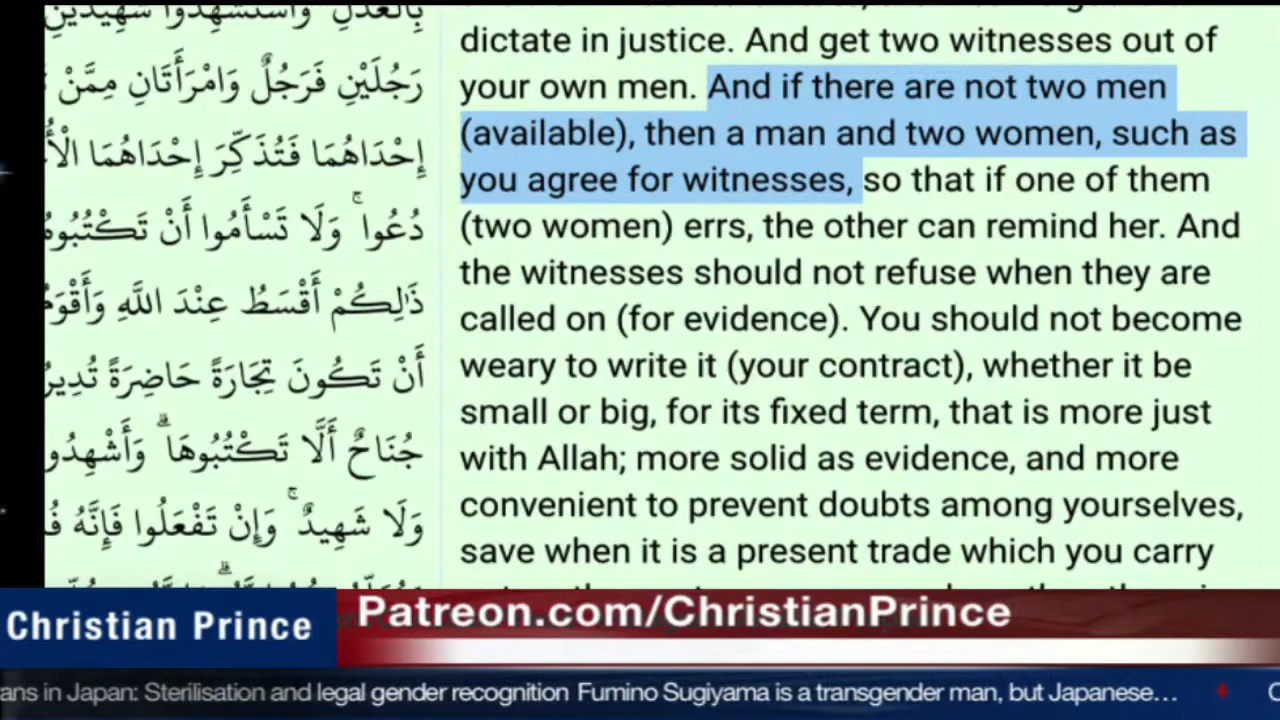 بِالْعَدْلِ ۚ وَاسْتَشْهِدُوا شَهِيدَيْنِ
رَجُلَيْنِ فَرَجُلٌ وَامْرَأَتَانِ مِمَّنْ
إِحْدَاهُمَا فَتُذَكِّرَ إِحْدَاهُمَا
دُعُوا ۚ وَلَا تَسْأَمُوا أَنْ
ذَٰلِكُمْ أَقْسَطُ عِنْدَ اللَّهِ
أَنْ تَكُونَ تِجَارَةً حَاضِرَةً
جُنَاحٌ أَلَّا تَكْتُبُوهَا ۗ
وَلَا شَهِيدٌ ۚ وَإِنْ تَفْعَلُوا فَإِنَّهُ
dictate in justice. And get two witnesses out of
your own men. And if there are not two men
(available), then a man and two women, such as
you agree for witnesses, so that if one of them
(two women) errs, the other can remind her. And
the witnesses should not refuse when they are
called on (for evidence). You should not become
weary to write it (your contract), whether it be
small or big, for its fixed term, that is more just
with Allah; more solid as evidence, and more
convenient to prevent doubts among yourselves,
save when it is a present trade which you carry
Christian Prince
Patreon.com/ChristianPrince
ans in Japan: Sterilisation and legal gender recognition Fumino Sugiyama is a transgender man, but Japanese…